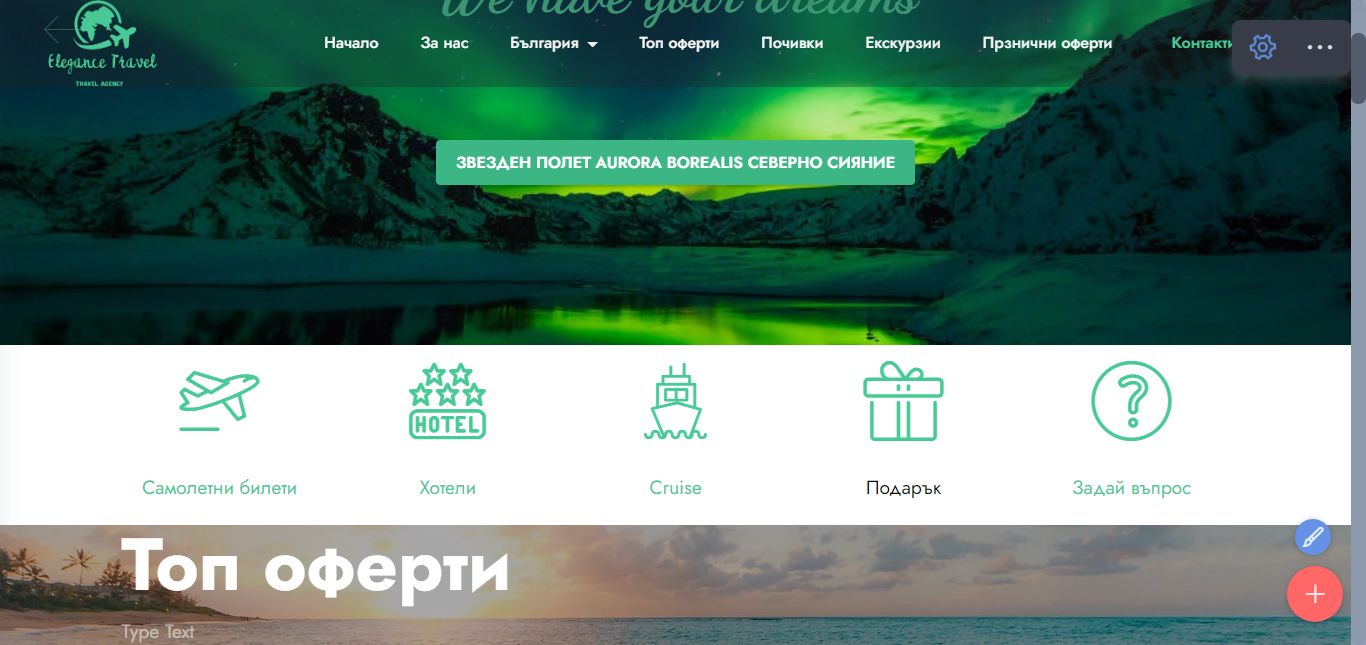 We have your dreams
Elegance Travel
TRAVEL AGENCY
Начало За нас България Топ оферти Почивки Екскурзии Прзнични оферти Контакти
ЗВЕЗДЕН ПОЛЕТ AURORA BOREALIS СЕВЕРНО СИЯНИЕ
HOTEL
Самолетни билети Хотели Cruise Подарък Задай въпрос
Топ оферти
Type Text